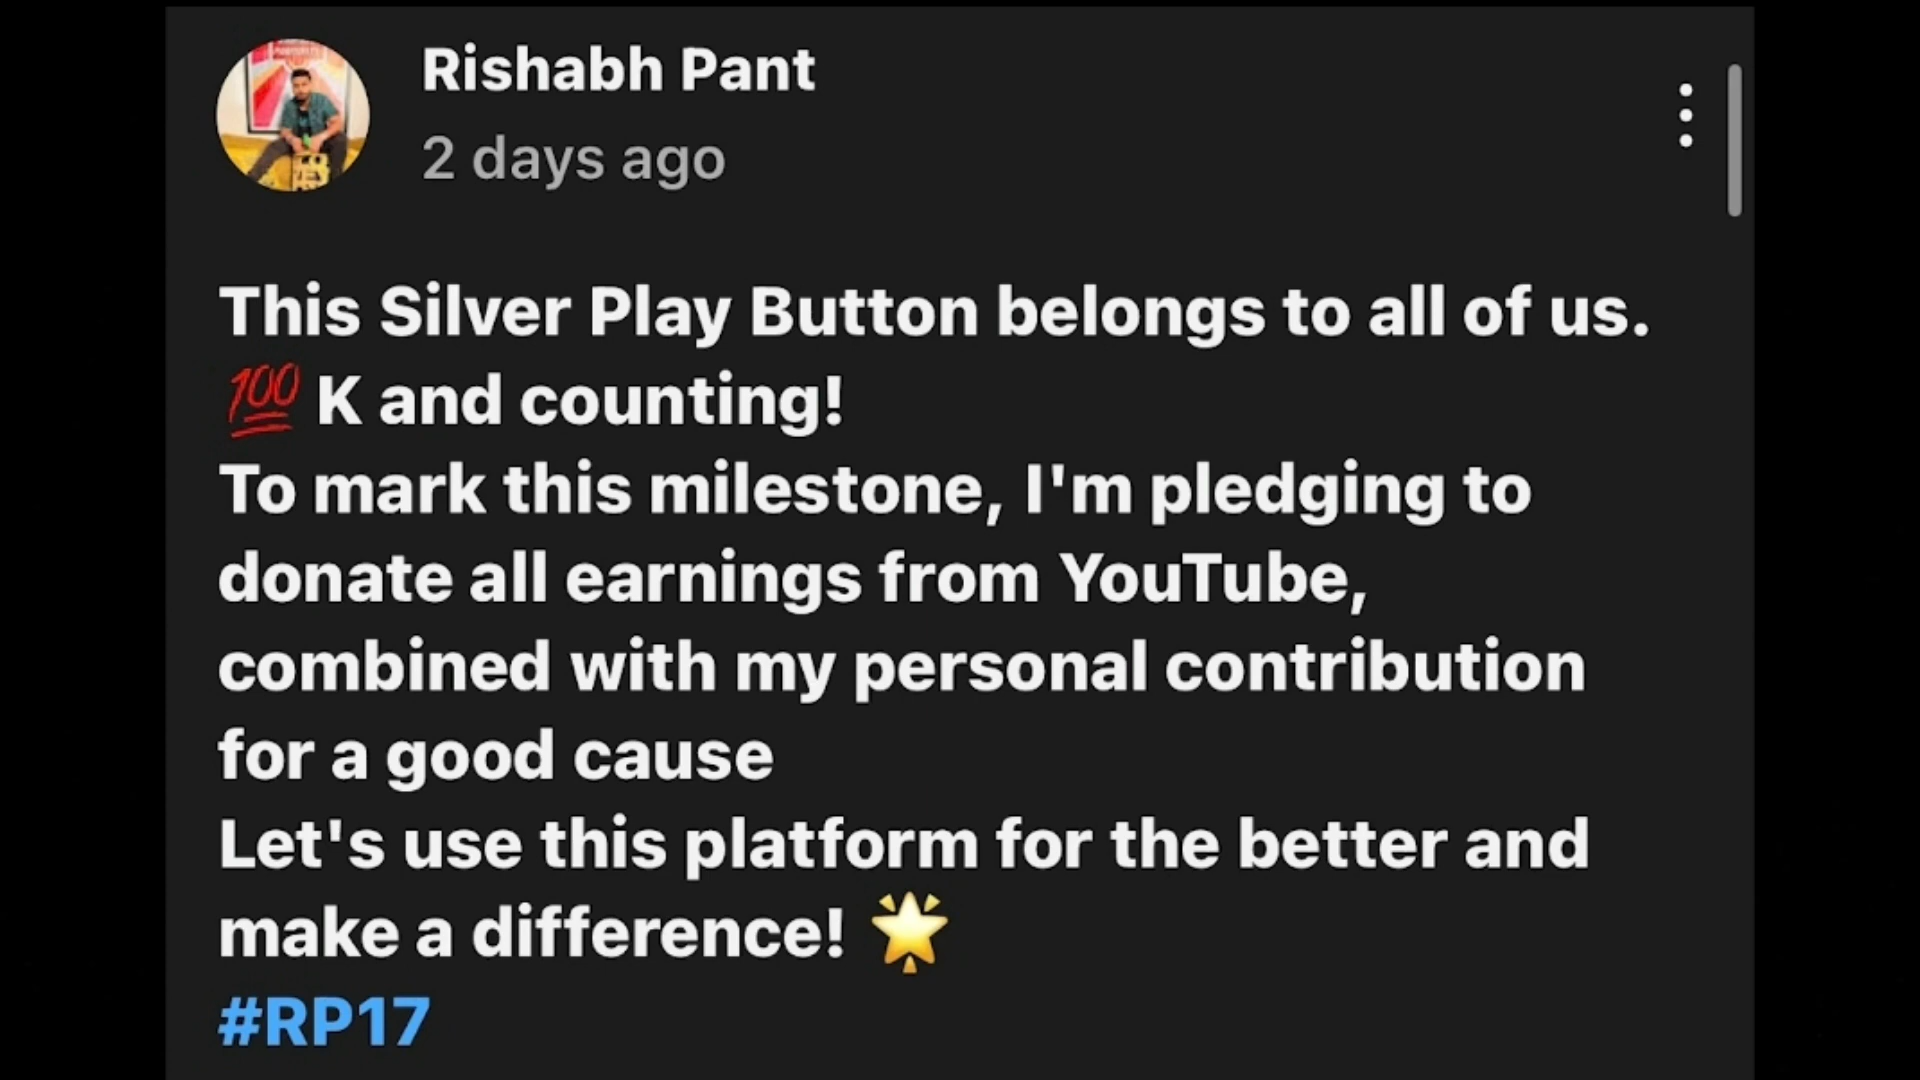 Rishabh Pant
2 days ago
This Silver Play Button belongs to all of us.
💯 K and counting!
To mark this milestone, I'm pledging to
donate all earnings from YouTube,
combined with my personal contribution
for a good cause
Let's use this platform for the better and
make a difference! 🌟
#RP17